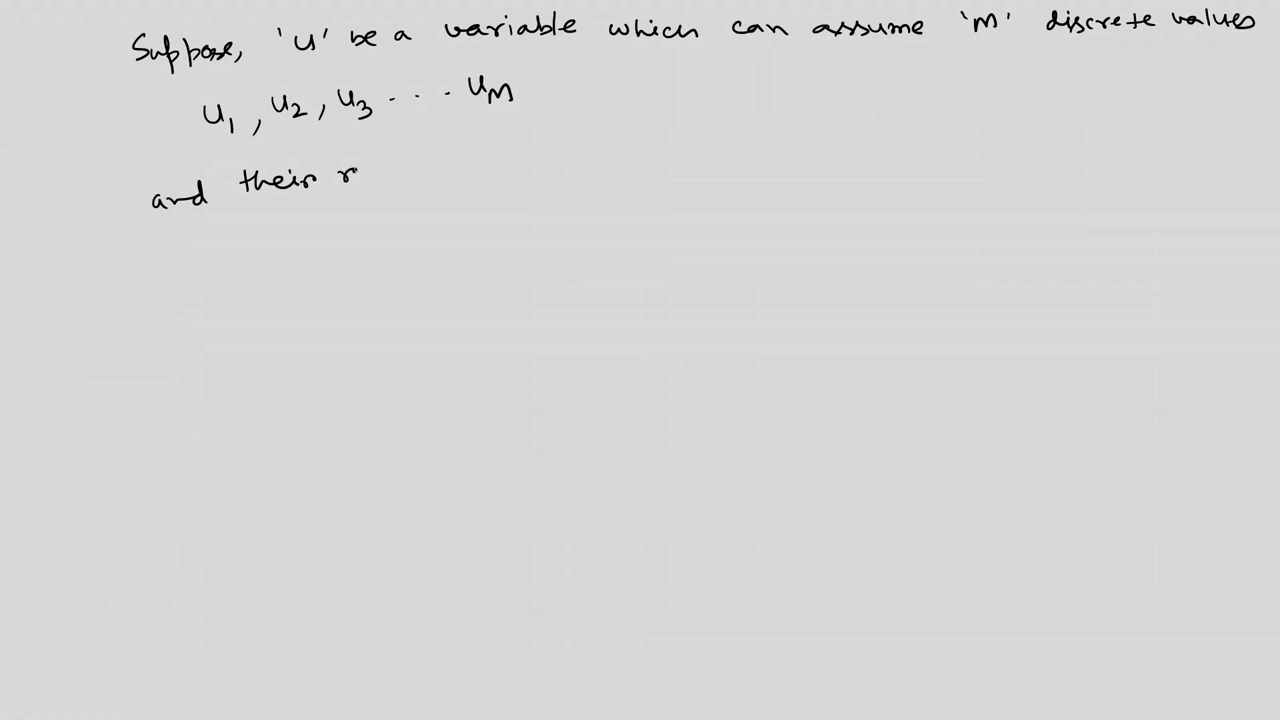 Suppose, 'u' be a variable which can assume 'M' discrete values
u1, u2, u3 . . . . uM
and their r